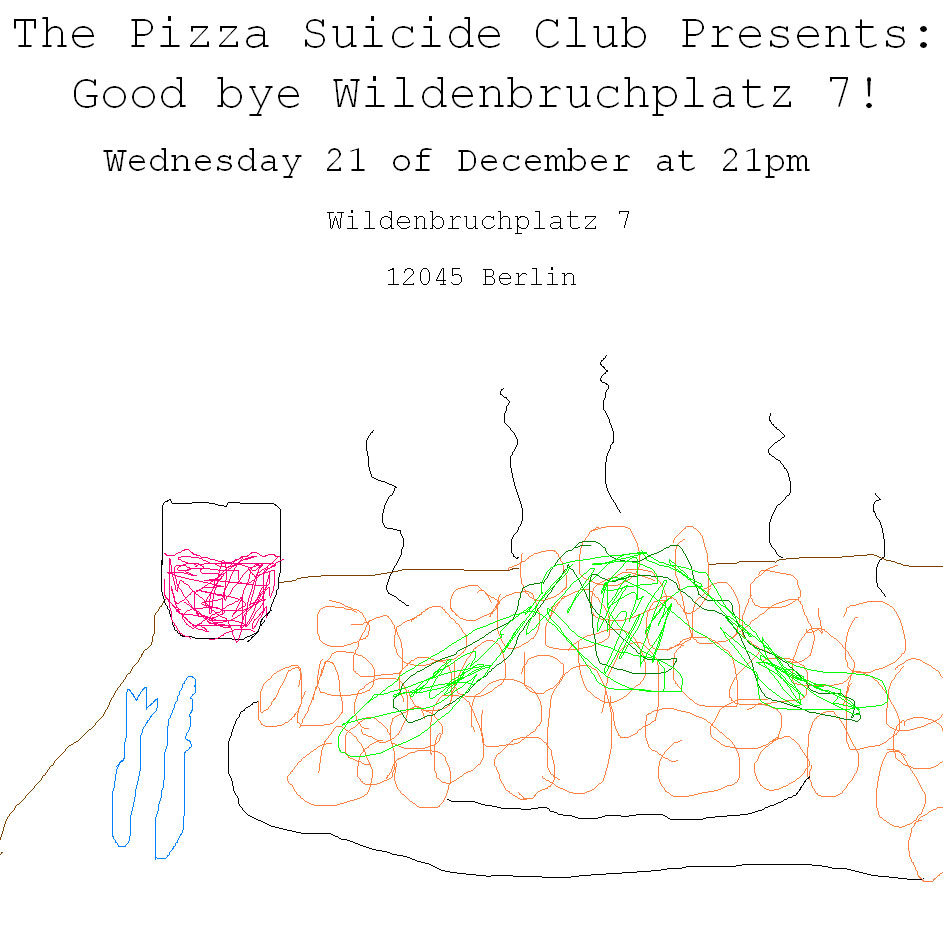 The Pizza Suicide Club Presents:
Good bye Wildenbruchplatz 7!
Wednesday 21 of December at 21pm
Wildenbruchplatz 7
12045 Berlin